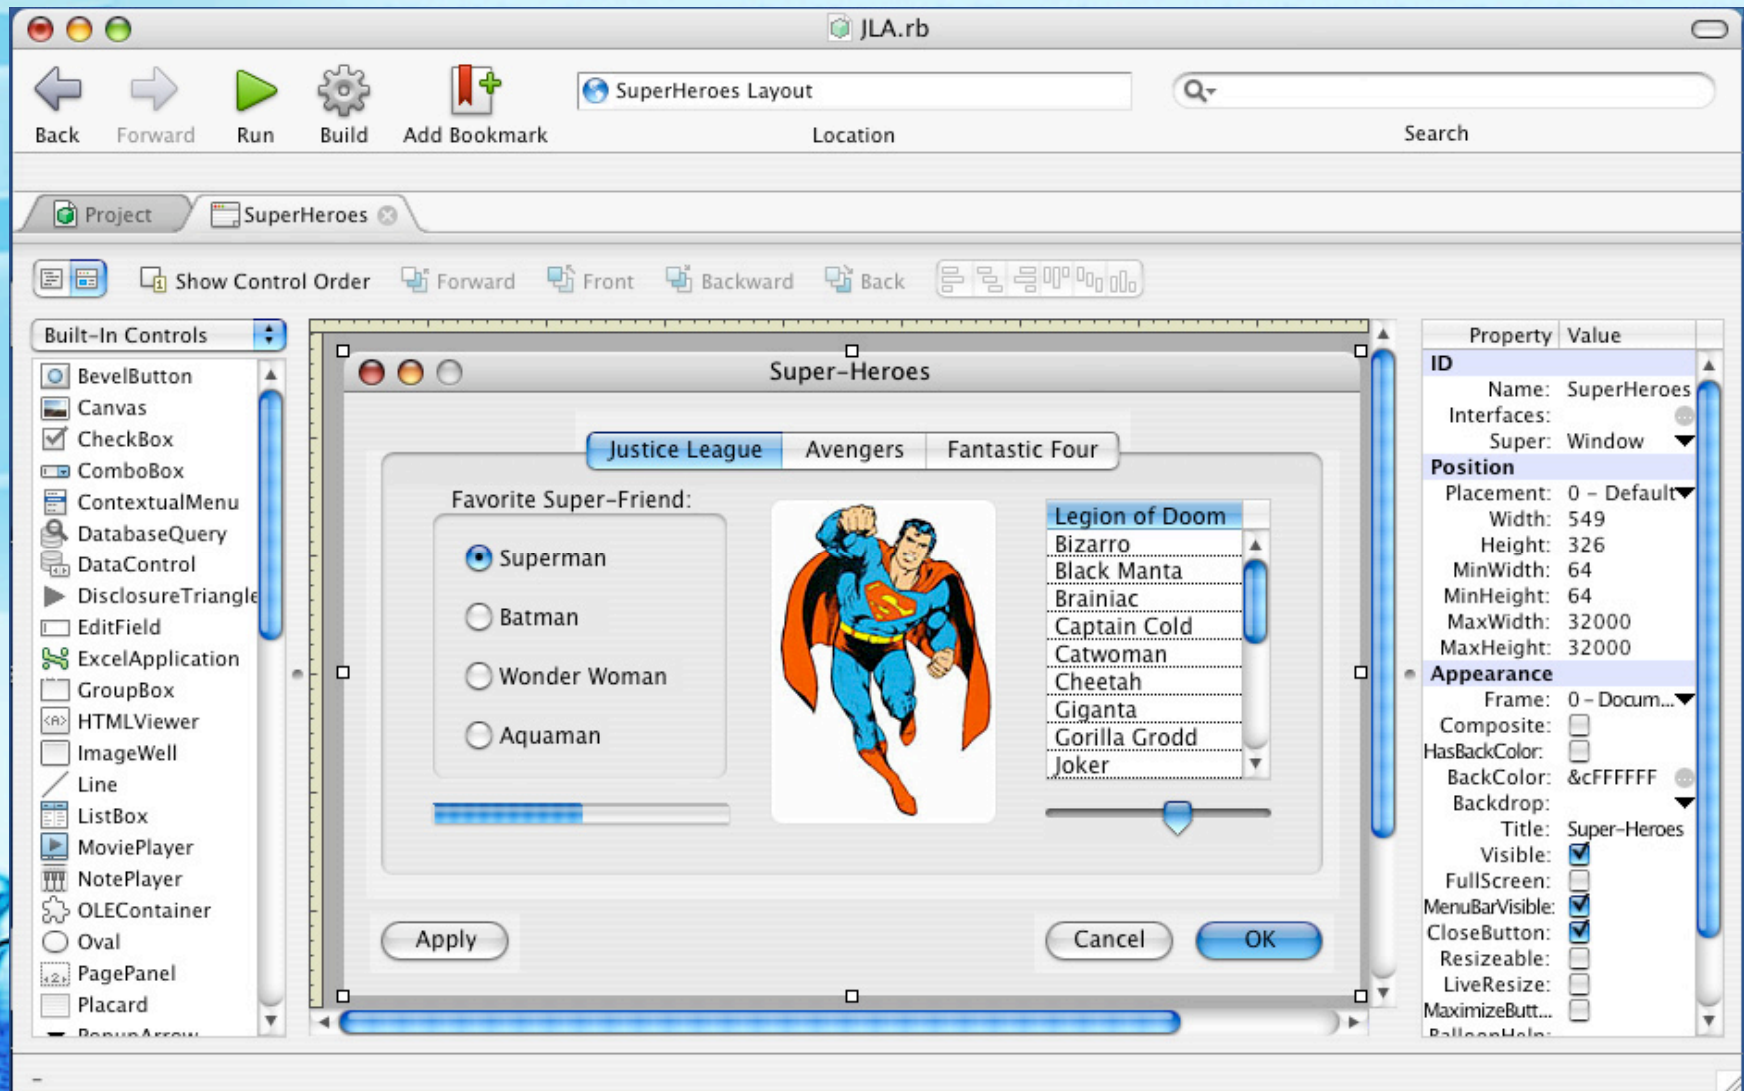 JLA.rb
SuperHeroes Layout
Back Forward Run Build Add Bookmark Location Search
Project SuperHeroes
Show Control Order Forward Front Backward Back
Built-In Controls
BevelButton
Canvas
CheckBox
ComboBox
ContextualMenu
DatabaseQuery
DataControl
DisclosureTriangle
EditField
ExcelApplication
GroupBox
HTMLViewer
ImageWell
Line
ListBox
MoviePlayer
NotePlayer
OLEContainer
Oval
PagePanel
Placard
Super-Heroes
Justice League Avengers Fantastic Four
Favorite Super-Friend:
Superman
Batman
Wonder Woman
Aquaman
S
Legion of Doom
Bizarro
Black Manta
Brainiac
Captain Cold
Catwoman
Cheetah
Giganta
Gorilla Grodd
Joker
Apply Cancel OK
Property Value
ID
Name: SuperHeroes
Interfaces:
Super: Window
Position
Placement: 0 - Default
Width: 549
Height: 326
MinWidth: 64
MinHeight: 64
MaxWidth: 32000
MaxHeight: 32000
Appearance
Frame: 0 - Docum...
Composite:
HasBackColor:
BackColor: &cFFFFFF
Backdrop:
Title: Super-Heroes
Visible:
FullScreen:
MenuBarVisible:
CloseButton:
Resizeable:
LiveResize:
MaximizeButt...